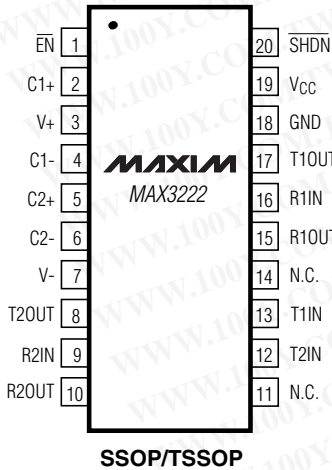 EN 1 20 SHDN
C1+ 2 19 VCC
V+ 3 18 GND
C1- 4 MAXIM 17 T1OUT
C2+ 5 MAX3222 16 R1IN
C2- 6 15 R1OUT
V- 7 14 N.C.
T2OUT 8 13 T1IN
R2IN 9 12 T2IN
R2OUT 10 11 N.C.
SSOP/TSSOP